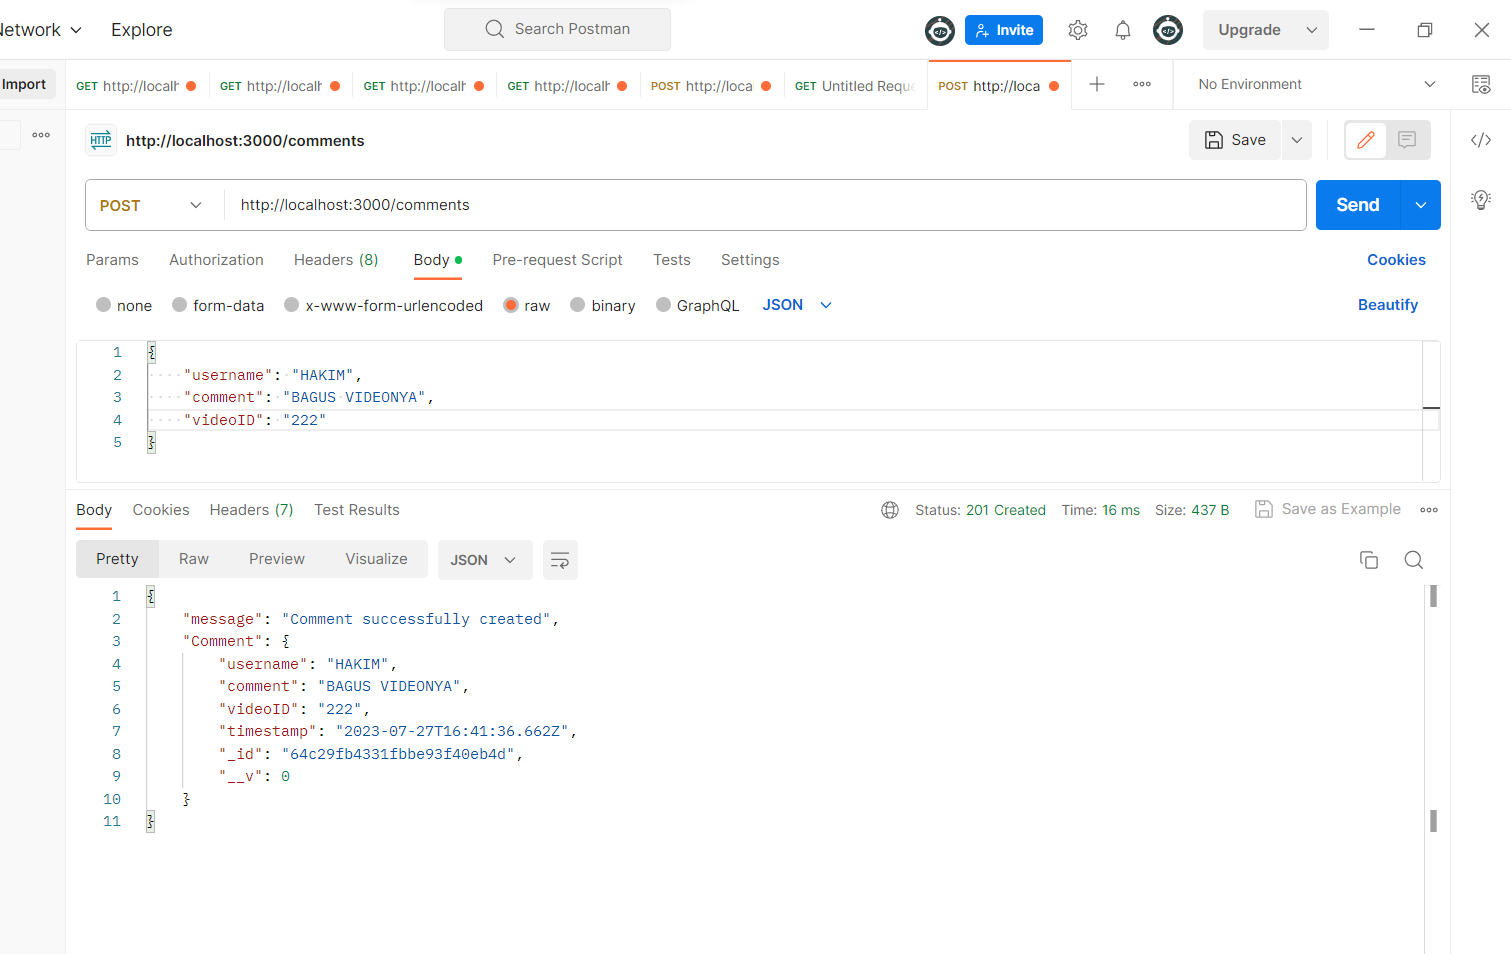 Network Explore Search Postman Invite Upgrade
Import GET http://localh GET http://localh GET http://localh GET http://localh POST http://loca GET Untitled Reque POST http://loca No Environment
HTTP http://localhost:3000/comments Save
POST http://localhost:3000/comments Send
Params Authorization Headers (8) Body Pre-request Script Tests Settings Cookies
none form-data x-www-form-urlencoded raw binary GraphQL JSON Beautify
1 {
2 "username": "HAKIM",
3 "comment": "BAGUS VIDEONYA",
4 "videoID": "222"
5 }
Body Cookies Headers (7) Test Results Status: 201 Created Time: 16 ms Size: 437 B Save as Example
Pretty Raw Preview Visualize JSON
1 {
2 "message": "Comment successfully created",
3 "Comment": {
4 "username": "HAKIM",
5 "comment": "BAGUS VIDEONYA",
6 "videoID": "222",
7 "timestamp": "2023-07-27T16:41:36.662Z",
8 "_id": "64c29fb4331fbbe93f40eb4d",
9 "__v": 0
10 }
11 }